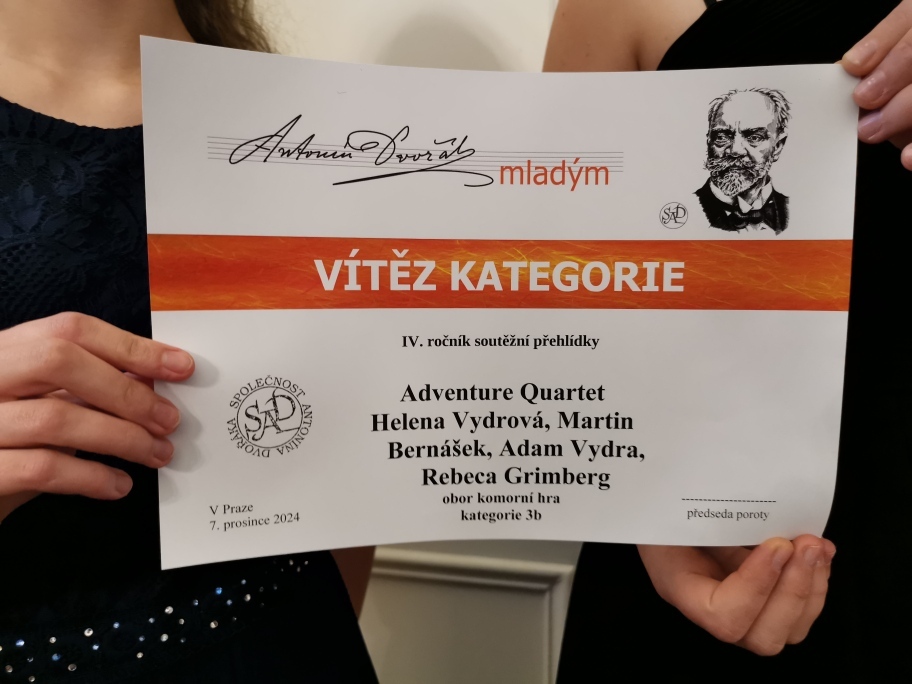 Antonín Dvořák
mladým
SAD
VÍTĚZ KATEGORIE
IV. ročník soutěžní přehlídky
SPOLEČNOST ANTONÍNA DVOŘÁKA
SAD
Adventure Quartet
Helena Vydrová, Martin
Bernášek, Adam Vydra,
Rebeca Grimberg
obor komorní hra
kategorie 3b
V Praze
7. prosince 2024
předseda poroty